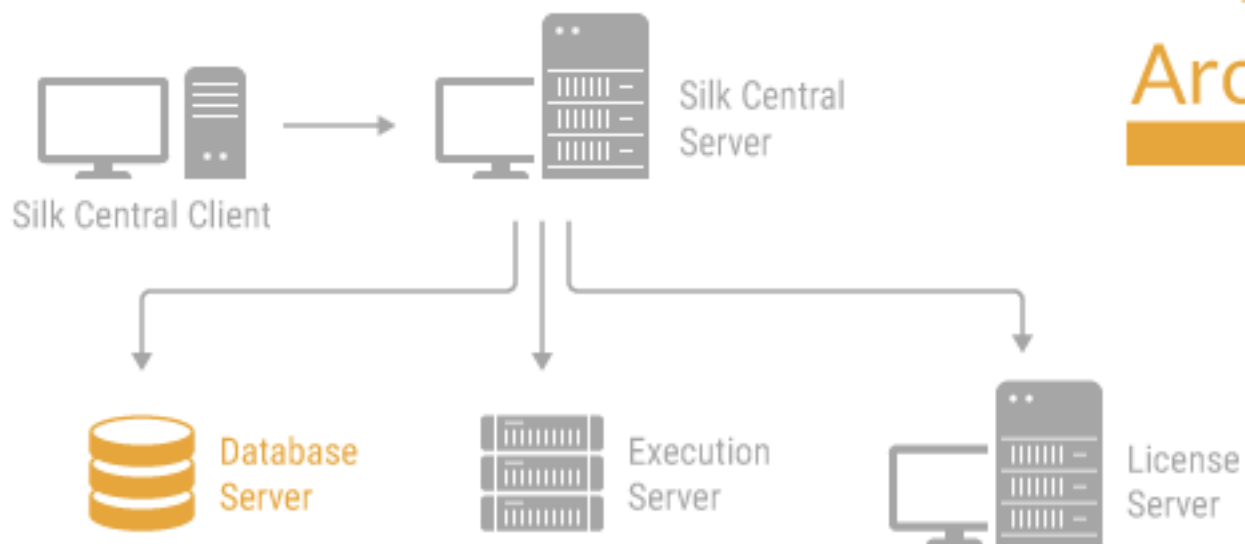 Silk Central
Server
Silk Central Client
Database
Server
Execution
Server
License
Server